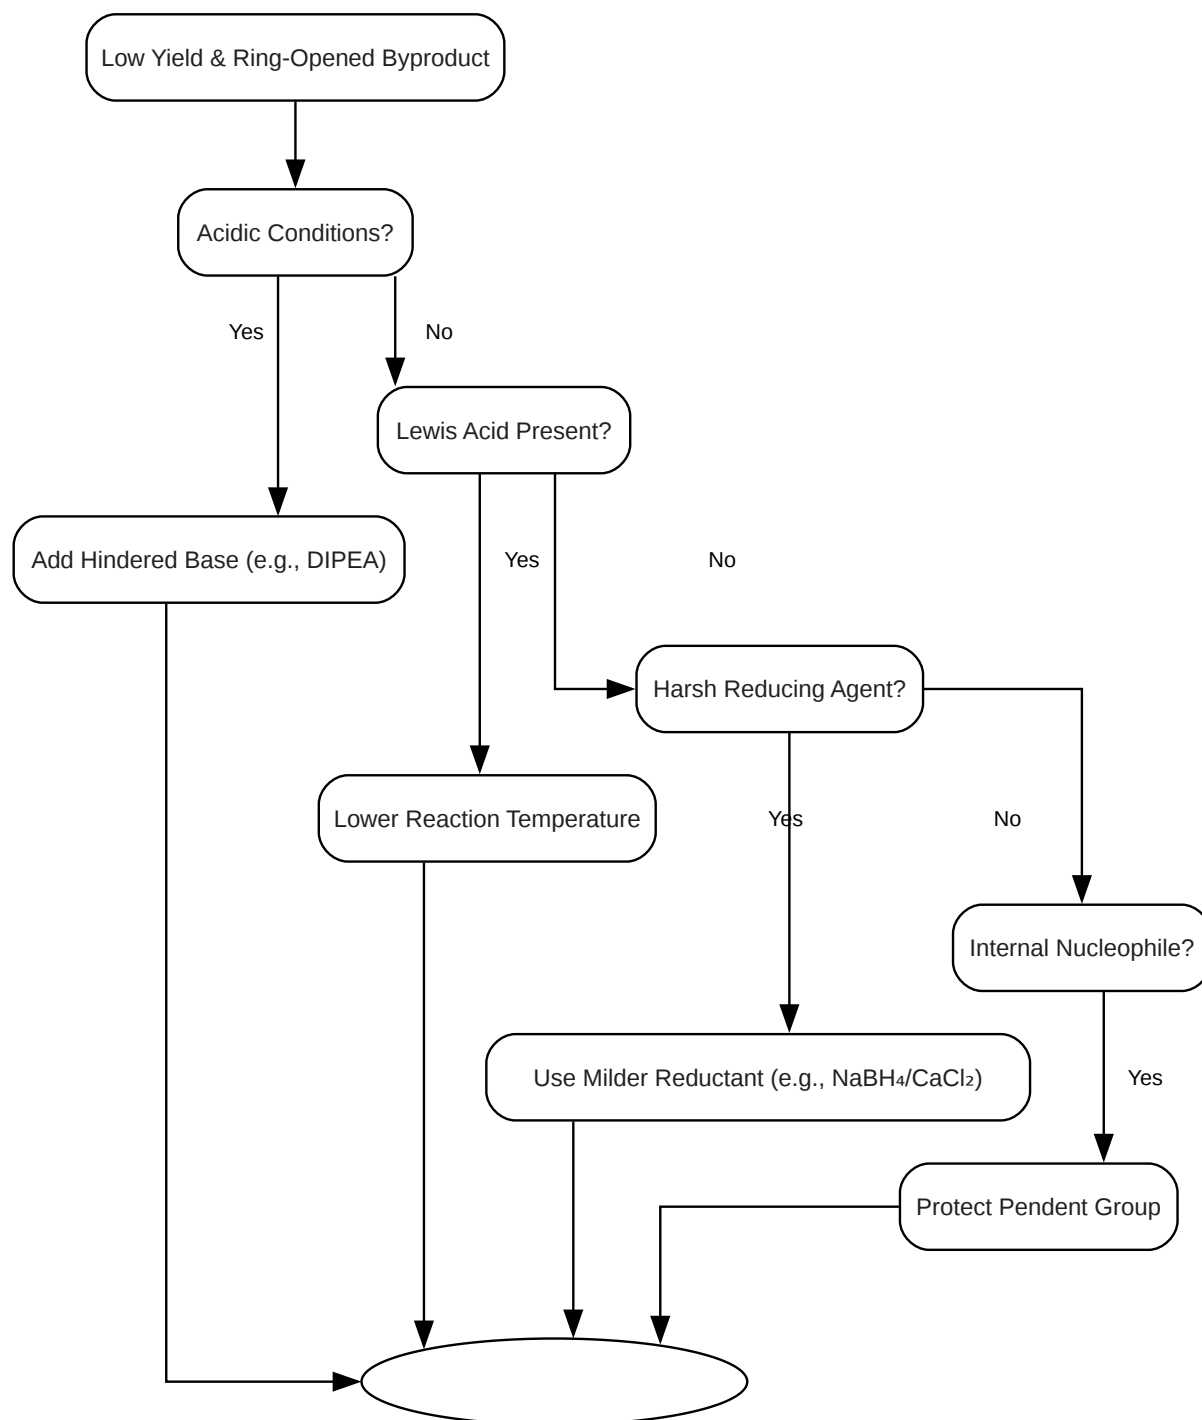 Low Yield & Ring-Opened Byproduct
Acidic Conditions?
Yes
No
Lewis Acid Present?
Add Hindered Base (e.g., DIPEA)
Yes
No
Harsh Reducing Agent?
Lower Reaction Temperature
Yes
No
Internal Nucleophile?
Use Milder Reductant (e.g., NaBH₄/CaCl₂)
Yes
Protect Pendent Group